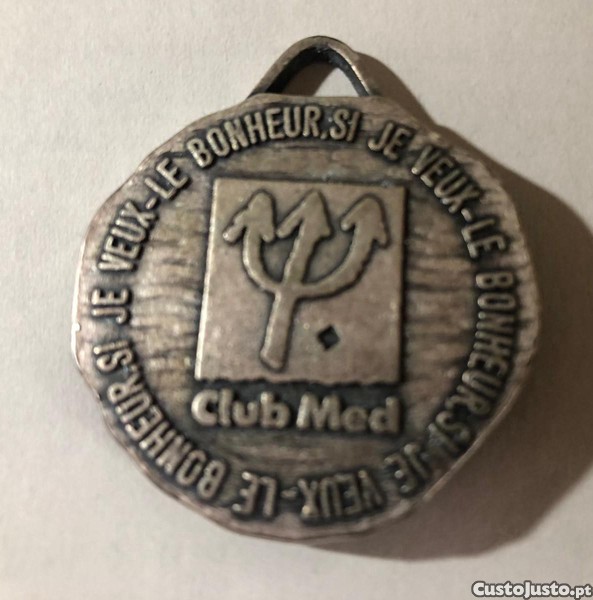 LE BONHEUR, SI JE VEUX - LE BONHEUR, SI JE VEUX - LE BONHEUR, SI JE VEUX -
Club Med
CustoJusto.pt